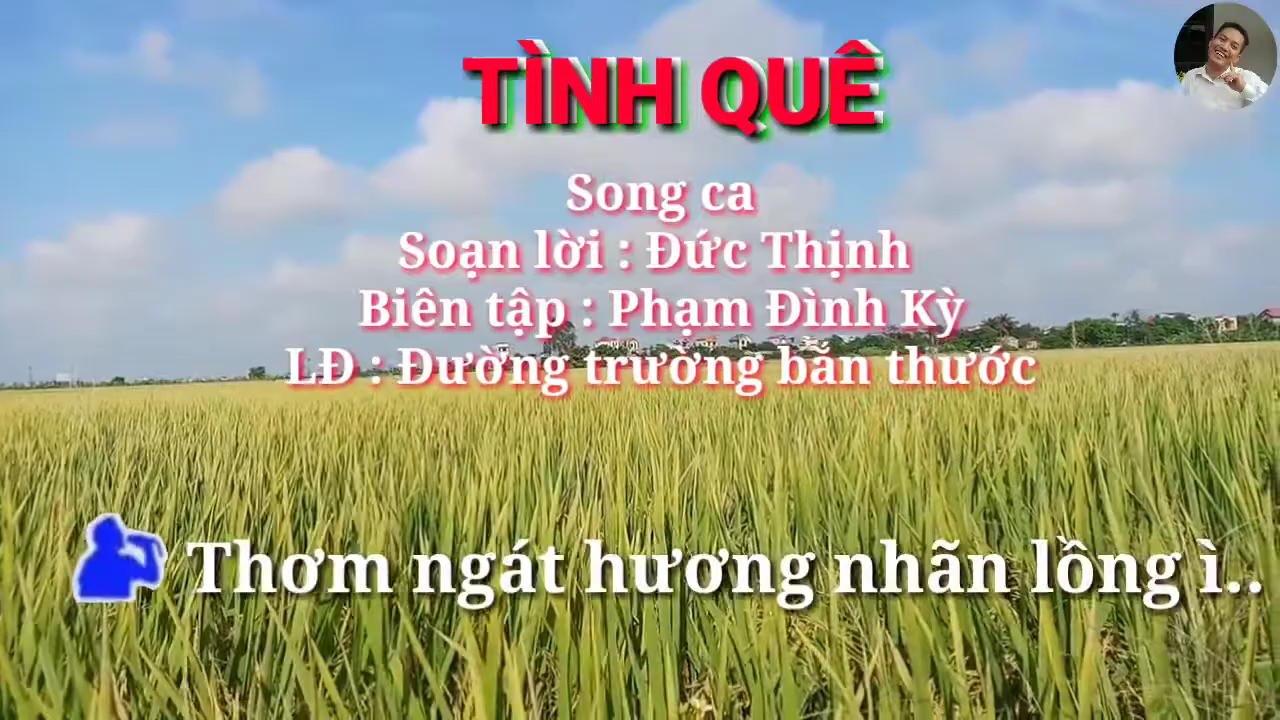 TÌNH QUÊ
Song ca
Soạn lời : Đức Thịnh
Biên tập : Phạm Đình Kỳ
LĐ : Đường trường bắn thước
Thơm ngát hương nhãn lồng ì..